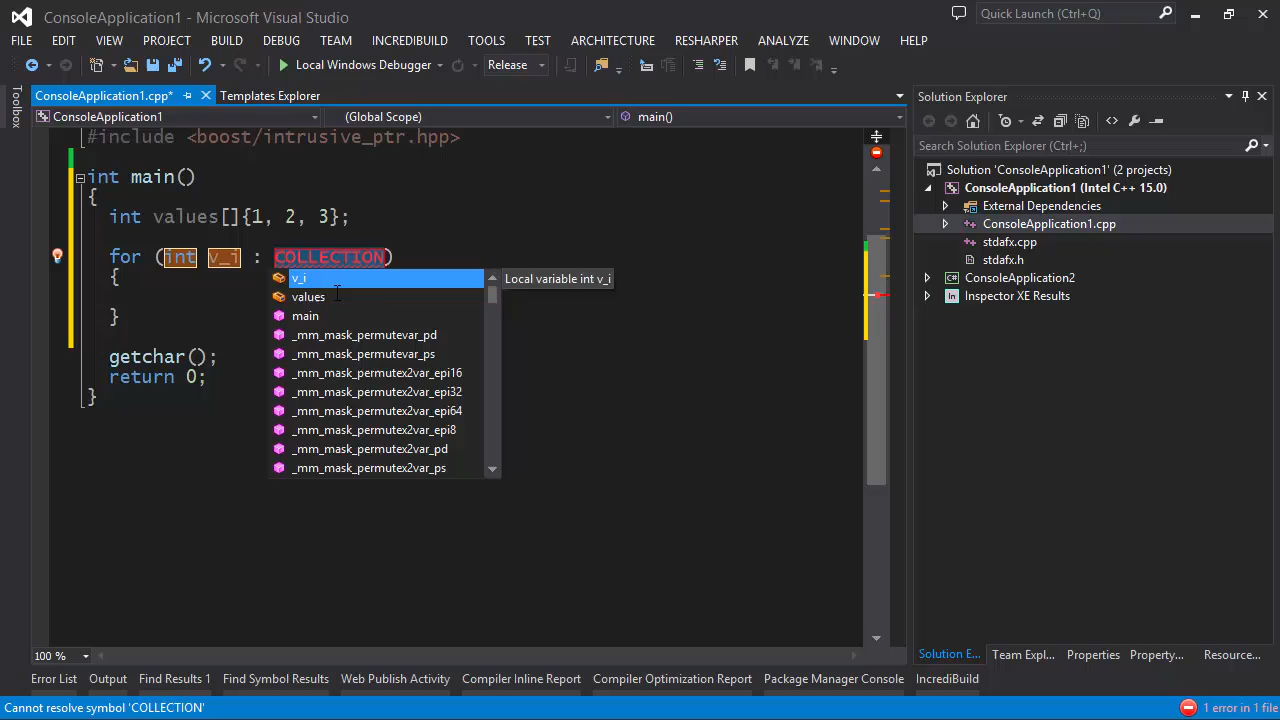 ConsoleApplication1 - Microsoft Visual Studio
Quick Launch (Ctrl+Q)
FILE EDIT VIEW PROJECT BUILD DEBUG TEAM INCREDIBUILD TOOLS TEST ARCHITECTURE RESHARPER ANALYZE WINDOW HELP
Local Windows Debugger Release
Toolbox
ConsoleApplication1.cpp* Templates Explorer
ConsoleApplication1 (Global Scope) main()
#include <boost/intrusive_ptr.hpp>
int main()
{
int values[]{1, 2, 3};
for (int v_i : COLLECTION)
{
v_i
Local variable int v_i
values
main
}
_mm_mask_permutevar_pd
_mm_mask_permutevar_ps
getchar();
_mm_mask_permutex2var_epi16
return 0;
_mm_mask_permutex2var_epi32
}
_mm_mask_permutex2var_epi64
_mm_mask_permutex2var_epi8
_mm_mask_permutex2var_pd
_mm_mask_permutex2var_ps
100 %
Solution Explorer
Search Solution Explorer (Ctrl+;)
Solution 'ConsoleApplication1' (2 projects)
ConsoleApplication1 (Intel C++ 15.0)
External Dependencies
ConsoleApplication1.cpp
stdafx.cpp
stdafx.h
ConsoleApplication2
In Inspector XE Results
Solution E... Team Expl... Properties Property... Resource...
Error List Output Find Results 1 Find Symbol Results Web Publish Activity Compiler Inline Report Compiler Optimization Report Package Manager Console IncrediBuild
Cannot resolve symbol 'COLLECTION'
1 error in 1 file